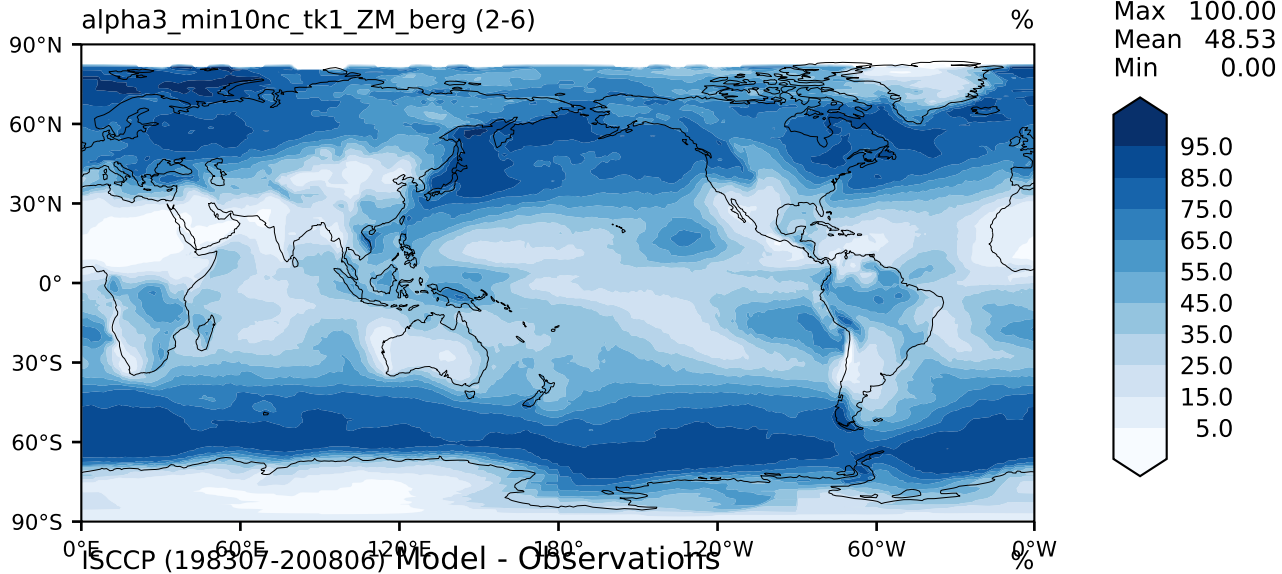 alpha3_min10nc_tk1_ZM_berg (2-6) %
Max 100.00
Mean 48.53
Min 0.00
90°N
60°N
30°N
0°
30°S
60°S
90°S
95.0
85.0
75.0
65.0
55.0
45.0
35.0
25.0
15.0
5.0
0°E 60°E 120°E 180° 120°W 60°W 0°W
ISCCP (198307-200806) Model - Observations %